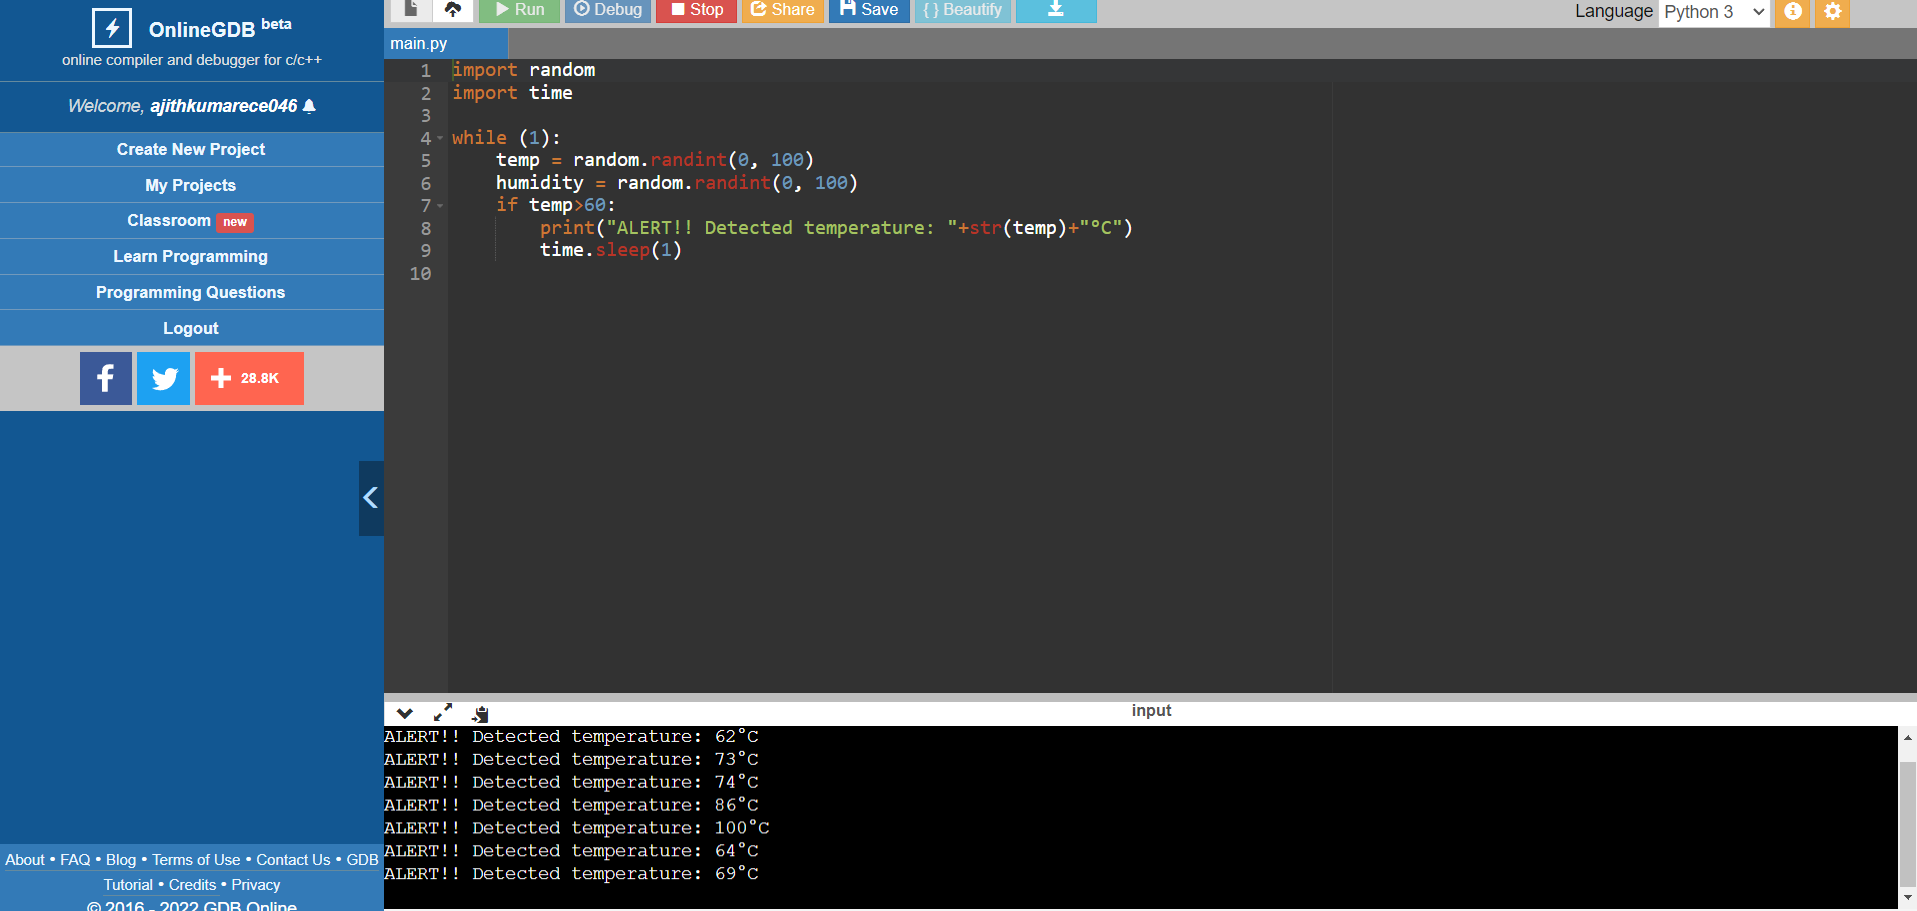 OnlineGDB beta
online compiler and debugger for c/c++
Welcome, ajithkumarece046
Create New Project
My Projects
Classroom new
Learn Programming
Programming Questions
Logout
28.8K
About • FAQ • Blog • Terms of Use • Contact Us • GDB
Tutorial • Credits • Privacy
© 2016 - 2022 GDB Online
Run Debug Stop Share Save { } Beautify
Language Python 3
main.py
1 import random
2 import time
3
4 while (1):
5     temp = random.randint(0, 100)
6     humidity = random.randint(0, 100)
7     if temp>60:
8         print("ALERT!! Detected temperature: "+str(temp)+"°C")
9         time.sleep(1)
10
input
ALERT!! Detected temperature: 62°C
ALERT!! Detected temperature: 73°C
ALERT!! Detected temperature: 74°C
ALERT!! Detected temperature: 86°C
ALERT!! Detected temperature: 100°C
ALERT!! Detected temperature: 64°C
ALERT!! Detected temperature: 69°C